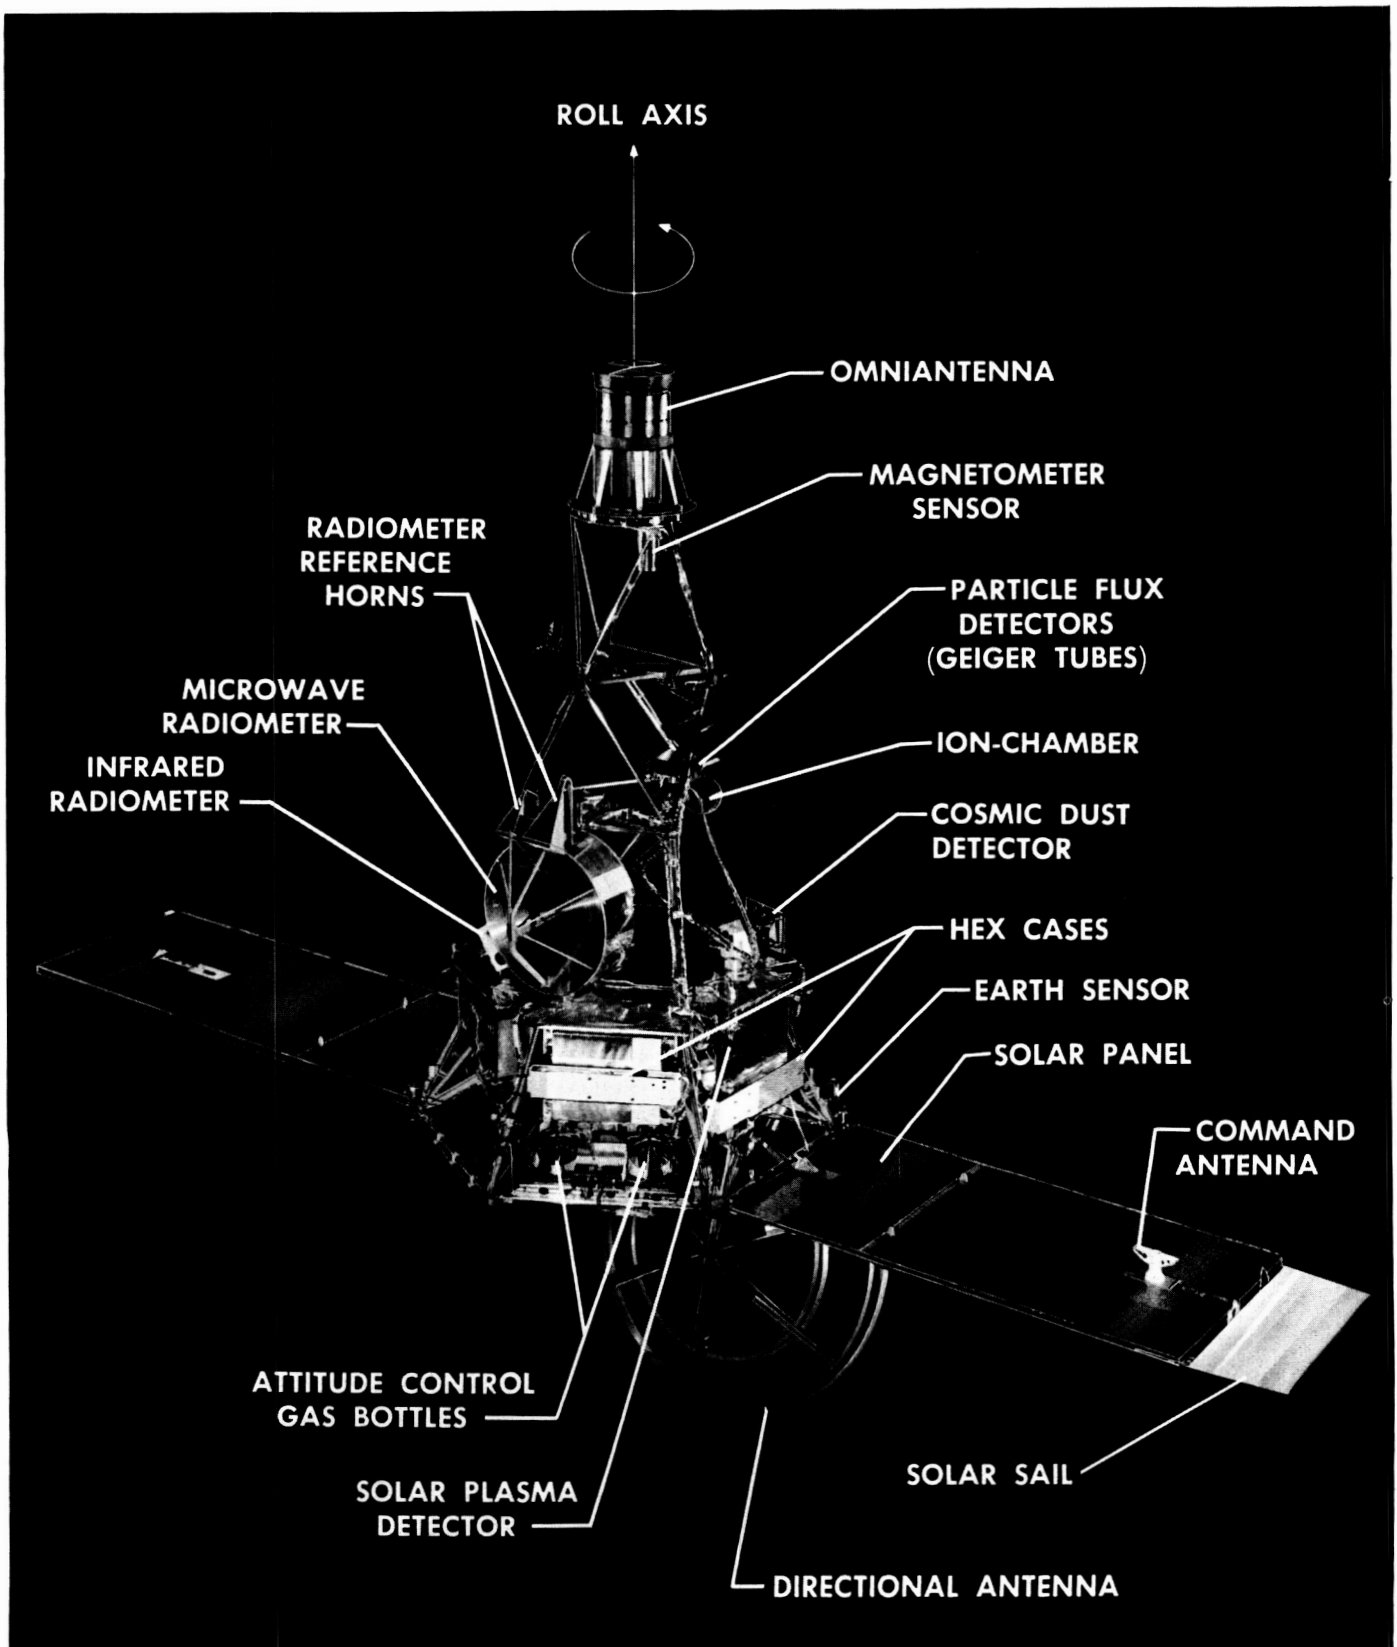 ROLL AXIS
OMNIANTENNA
MAGNETOMETER
SENSOR
RADIOMETER
REFERENCE
HORNS
PARTICLE FLUX
DETECTORS
(GEIGER TUBES)
MICROWAVE
RADIOMETER
ION-CHAMBER
INFRARED
RADIOMETER
COSMIC DUST
DETECTOR
HEX CASES
EARTH SENSOR
SOLAR PANEL
COMMAND
ANTENNA
ATTITUDE CONTROL
GAS BOTTLES
SOLAR SAIL
SOLAR PLASMA
DETECTOR
DIRECTIONAL ANTENNA